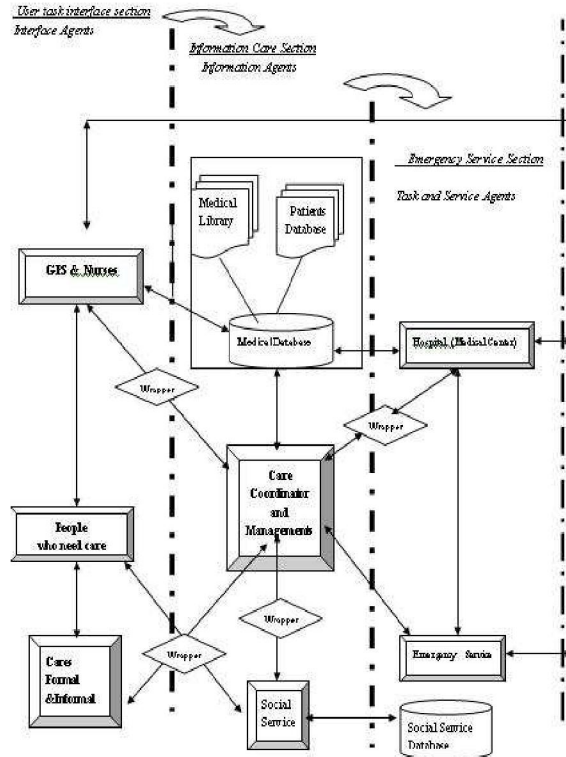 User task interface section
Interface Agents
Information Care Section
Information Agents
Emergency Service Section
Task and Service Agents
Medical
Library
Patients
Database
GPS & Nurses
Medical Database
Hospital (Medical Center)
Wrapper
Wrapper
Care
Coordinator
and
Managements
People
who need care
Wrapper
Wrapper
Cares
Formal
&Informal
Emergency Service
Social
Service
Social Service
Database